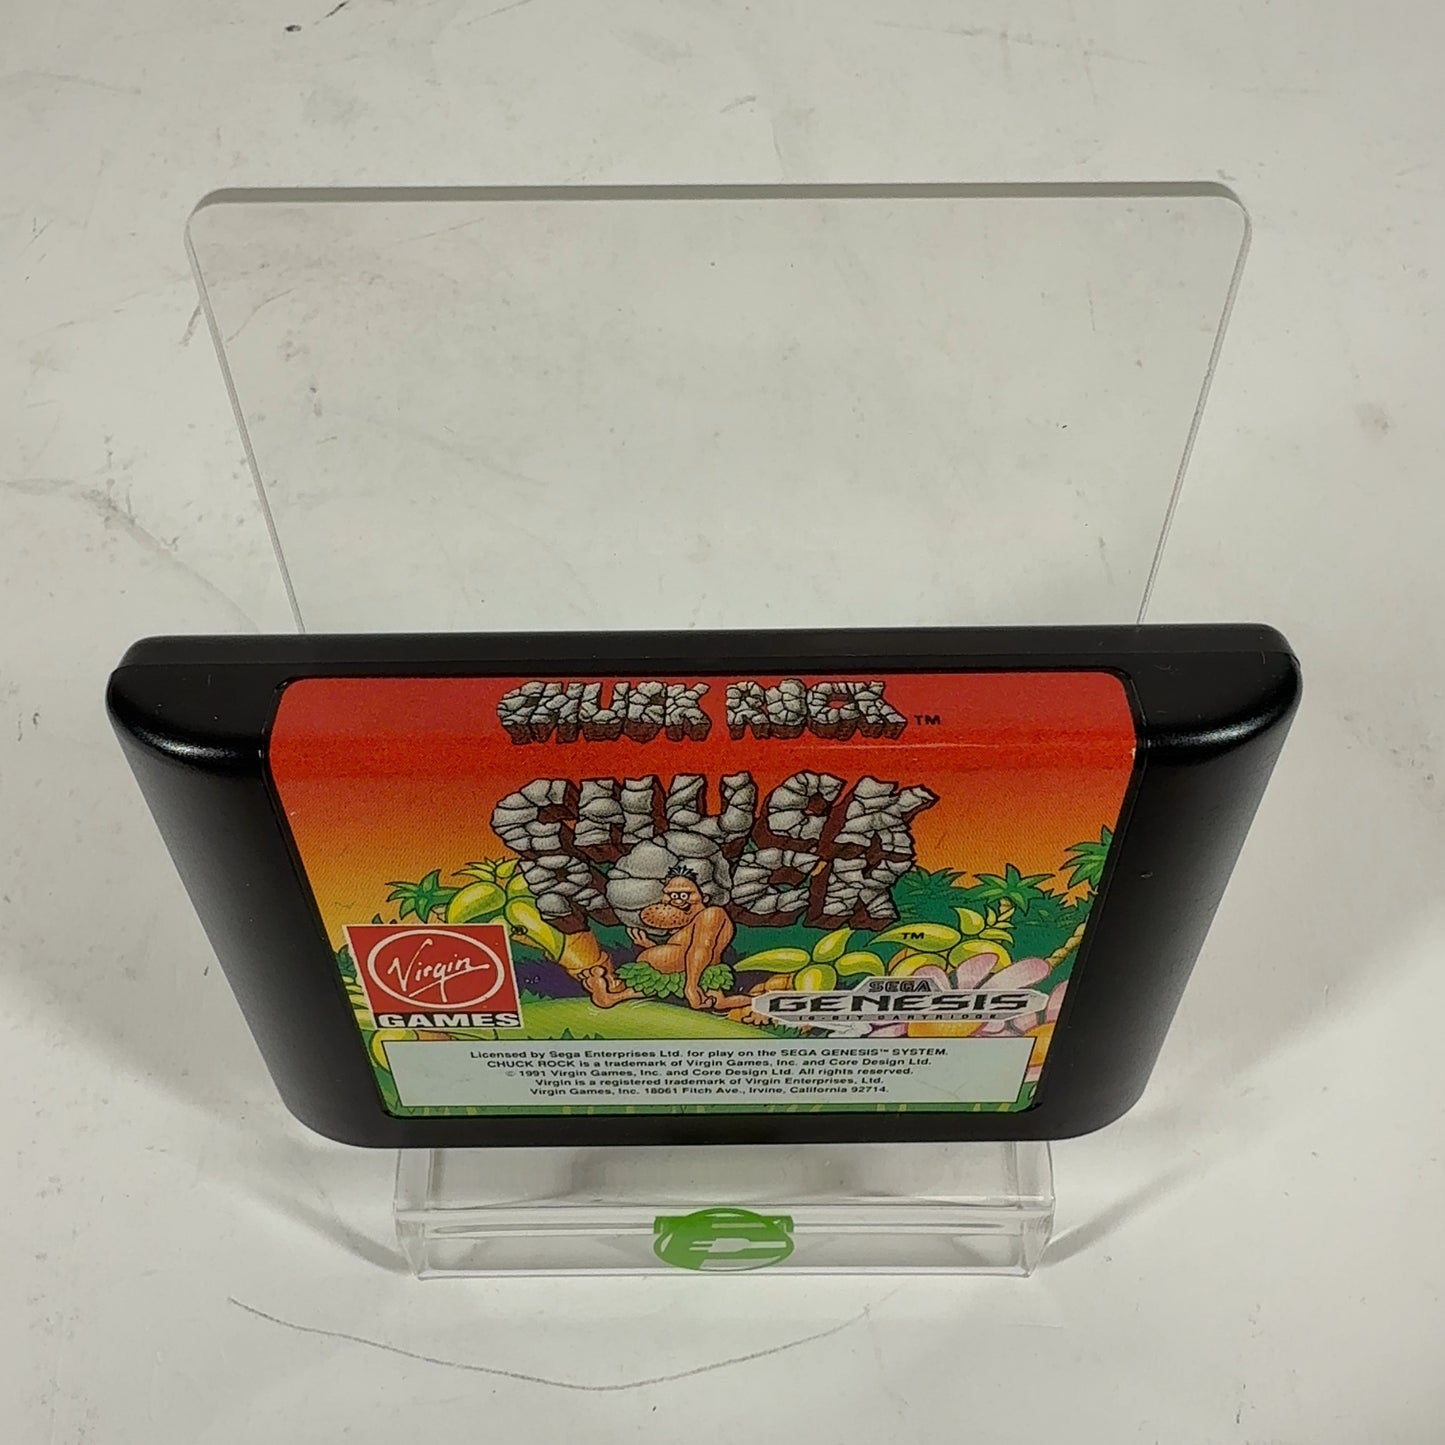 CHUCK ROCK TM
CHUCK
ROCK
TM
Virgin ®
GAMES
SEGA
GENESIS
16-BIT CARTRIDGE
Licensed by Sega Enterprises Ltd. for play on the SEGA GENESIS™ SYSTEM.
CHUCK ROCK is a trademark of Virgin Games, Inc. and Core Design Ltd.
© 1991 Virgin Games, Inc. and Core Design Ltd. All rights reserved.
Virgin is a registered trademark of Virgin Enterprises, Ltd.
Virgin Games, Inc. 18061 Fitch Ave., Irvine, California 92714.